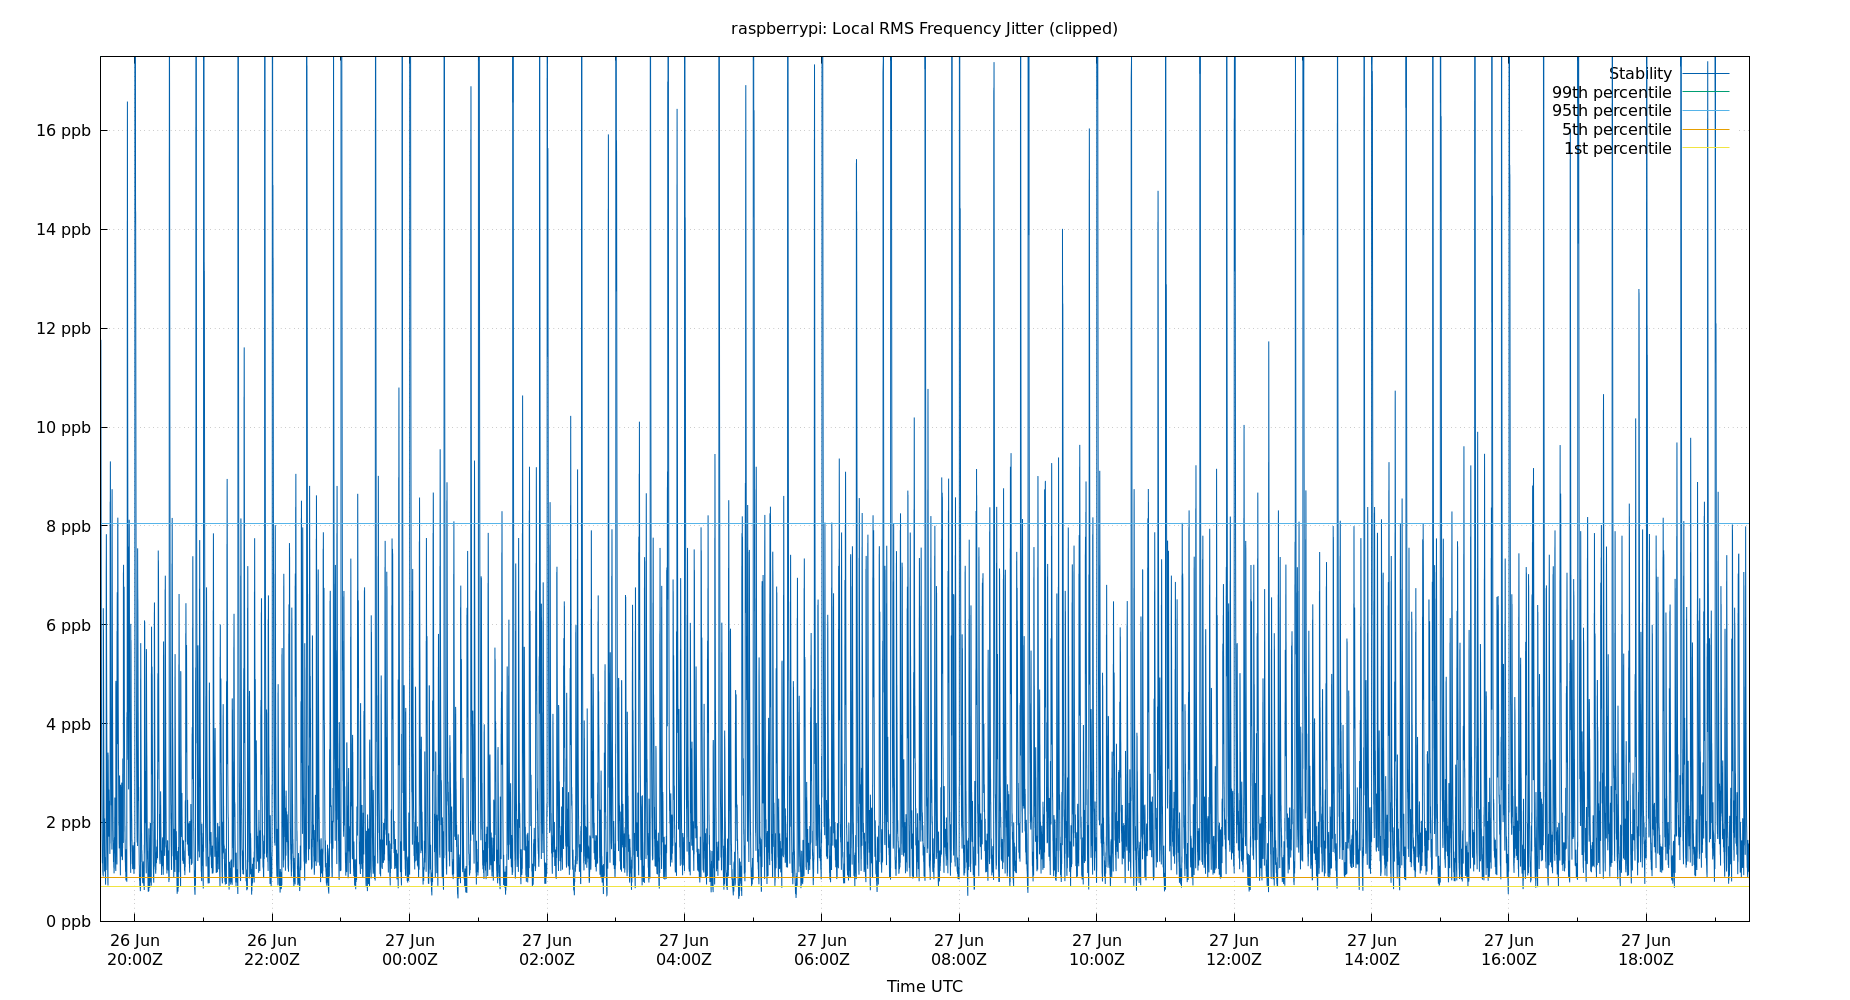 raspberrypi: Local RMS Frequency Jitter (clipped)
Stability
99th percentile
95th percentile
5th percentile
1st percentile
16 ppb
14 ppb
12 ppb
10 ppb
8 ppb
6 ppb
4 ppb
2 ppb
0 ppb
26 Jun 26 Jun 27 Jun 27 Jun 27 Jun 27 Jun 27 Jun 27 Jun 27 Jun 27 Jun 27 Jun 27 Jun
20:00Z 22:00Z 00:00Z 02:00Z 04:00Z 06:00Z 08:00Z 10:00Z 12:00Z 14:00Z 16:00Z 18:00Z
Time UTC